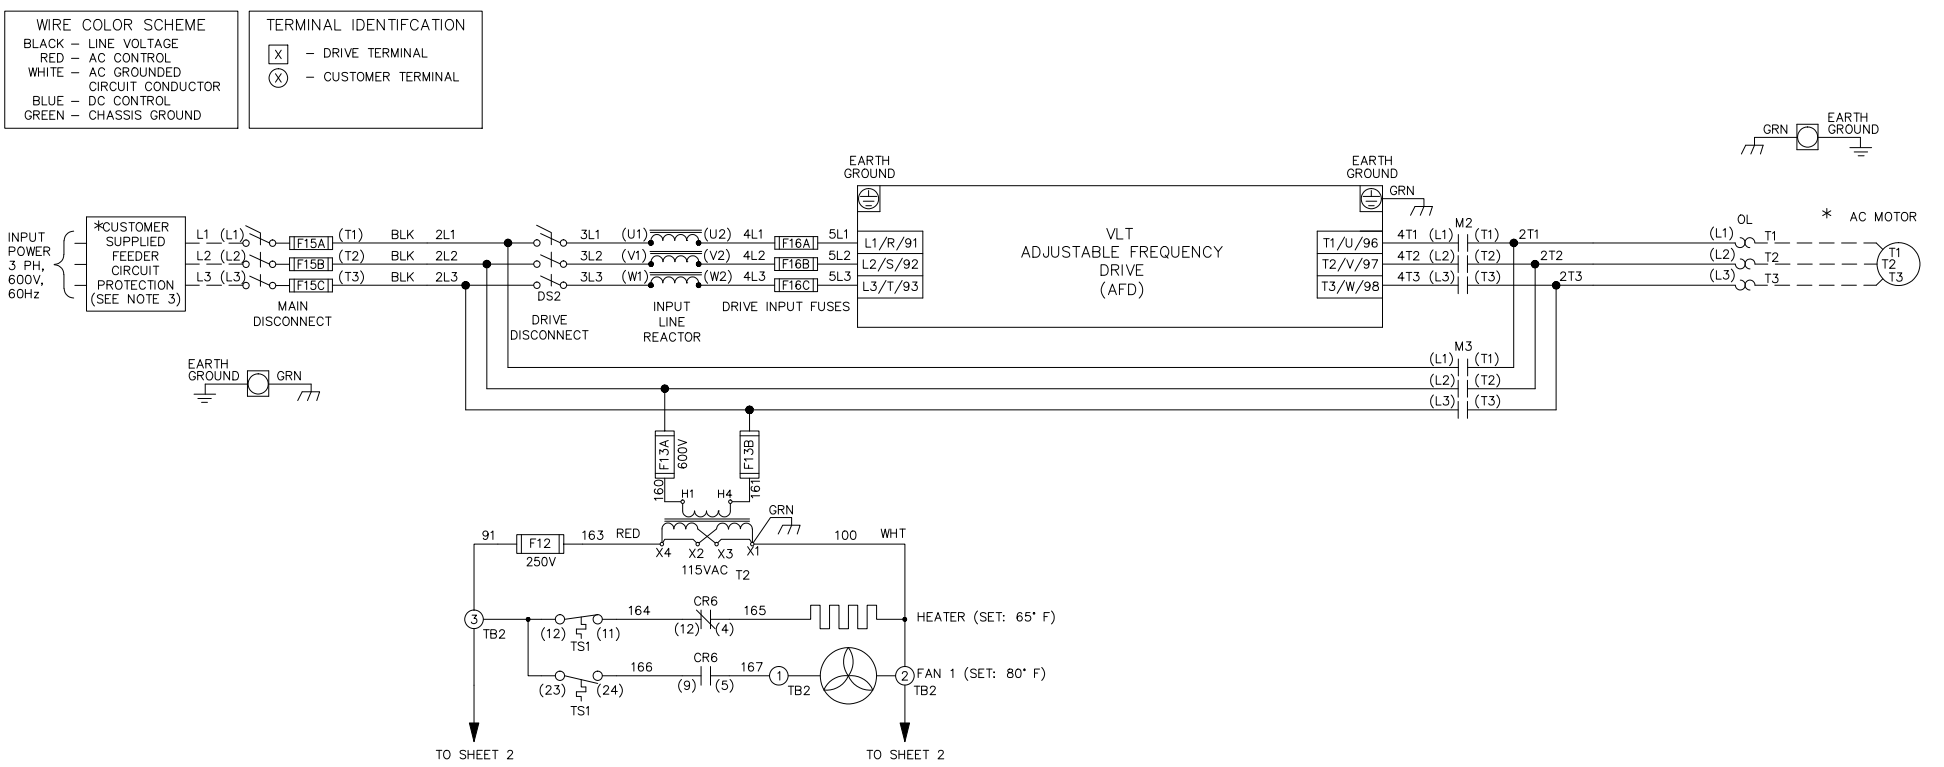 WIRE COLOR SCHEME
BLACK – LINE VOLTAGE
RED – AC CONTROL
WHITE – AC GROUNDED
CIRCUIT CONDUCTOR
BLUE – DC CONTROL
GREEN – CHASSIS GROUND
TERMINAL IDENTIFCATION
X – DRIVE TERMINAL
X – CUSTOMER TERMINAL
GRN
EARTH
GROUND
EARTH
GROUND
EARTH
GROUND
GRN
INPUT
POWER
3 PH,
600V,
60Hz
*CUSTOMER
SUPPLIED
FEEDER
CIRCUIT
PROTECTION
(SEE NOTE 3)
L1 (L1) F15A (T1) BLK 2L1 3L1 (U1) (U2) 4L1 F16A 5L1 L1/R/91
L2 (L2) F15B (T2) BLK 2L2 3L2 (V1) (V2) 4L2 F16B 5L2 L2/S/92
L3 (L3) F15C (T3) BLK 2L3 3L3 (W1) (W2) 4L3 F16C 5L3 L3/T/93
MAIN
DISCONNECT
DS2
DRIVE
DISCONNECT
INPUT
LINE
REACTOR
DRIVE INPUT FUSES
VLT
ADJUSTABLE FREQUENCY
DRIVE
(AFD)
M2
OL
* AC MOTOR
T1/U/96 4T1 (L1) (T1) 2T1 (L1) T1 T1
T2/V/97 4T2 (L2) (T2) 2T2 (L2) T2 T2
T3/W/98 4T3 (L3) (T3) 2T3 (L3) T3 T3
M3
(L1) (T1)
(L2) (T2)
(L3) (T3)
EARTH
GROUND
GRN
F13A
600V
F13B
160
161
H1 H4
GRN
91 F12 163 RED
250V
X4 X2 X3 X1
100 WHT
115VAC T2
3
TB2
(12) (11)
TS1
164
CR6
(12) (4)
165
HEATER (SET: 65° F)
(23) (24)
TS1
166
CR6
(9) (5)
167
1
TB2
2
TB2
FAN 1 (SET: 80° F)
TO SHEET 2
TO SHEET 2